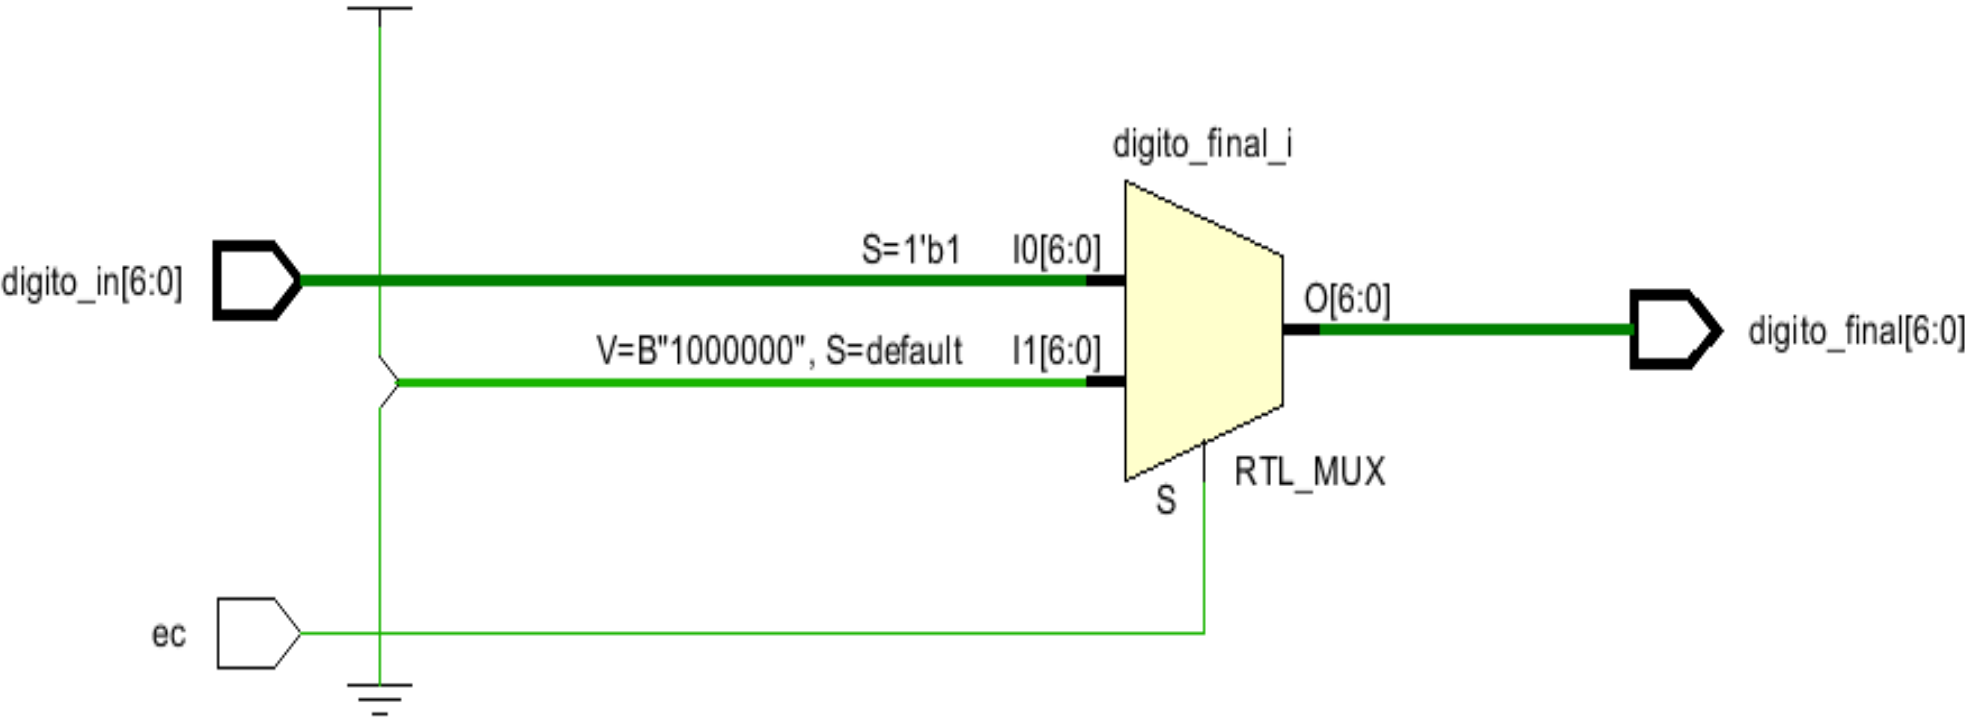 digito_final_i
S=1'b1 I0[6:0]
digito_in[6:0]
O[6:0]
digito_final[6:0]
V=B"1000000", S=default I1[6:0]
RTL_MUX
S
ec